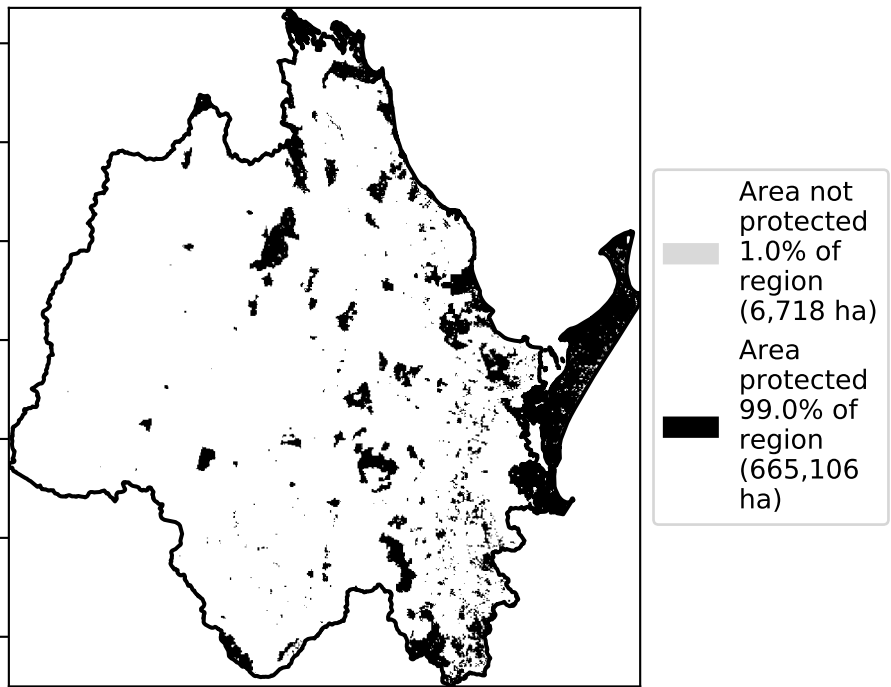 Area not
protected
1.0% of
region
(6,718 ha)
Area
protected
99.0% of
region
(665,106
ha)